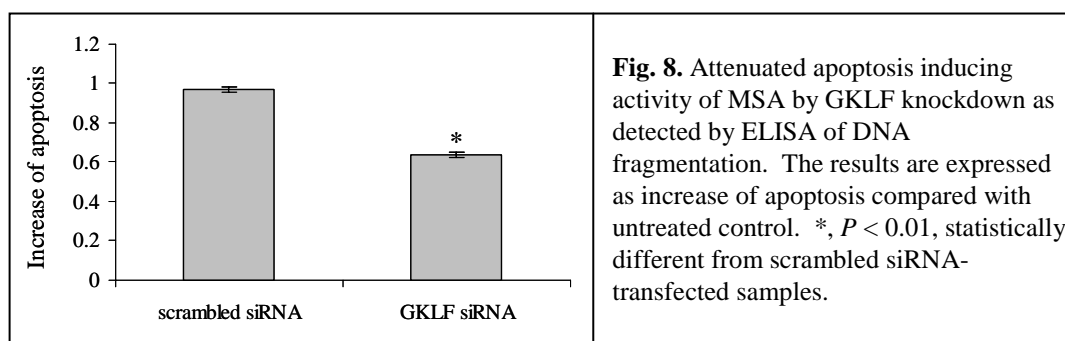 1.2
1
0.8
0.6
0.4
0.2
0
Increase of apoptosis
*
scrambled siRNA
GKLF siRNA
Fig. 8. Attenuated apoptosis inducing
activity of MSA by GKLF knockdown as
detected by ELISA of DNA
fragmentation. The results are expressed
as increase of apoptosis compared with
untreated control. *, P < 0.01, statistically
different from scrambled siRNA-
transfected samples.